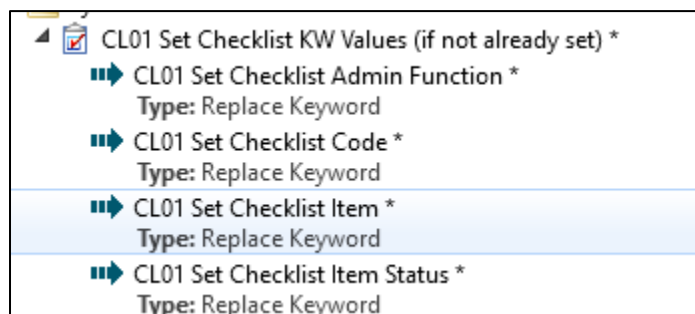 CL01 Set Checklist KW Values (if not already set) *
CL01 Set Checklist Admin Function *
Type: Replace Keyword
CL01 Set Checklist Code *
Type: Replace Keyword
CL01 Set Checklist Item *
Type: Replace Keyword
CL01 Set Checklist Item Status *
Type: Replace Keyword